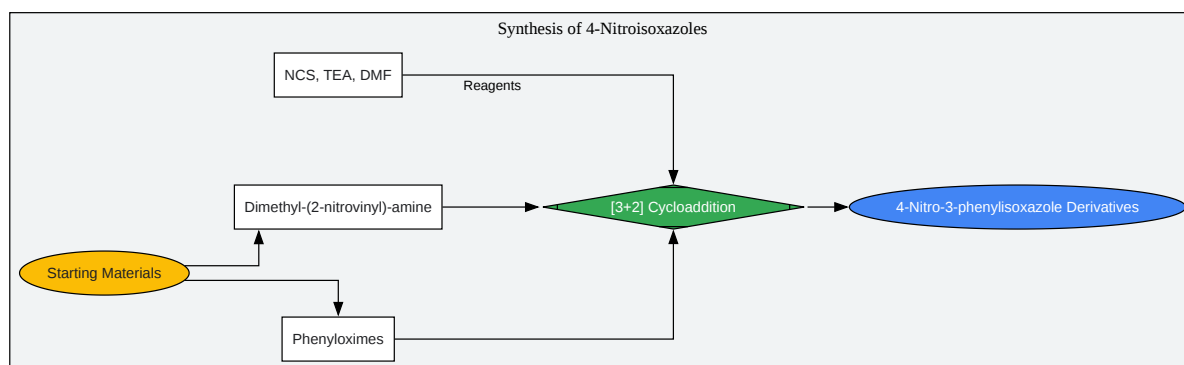 Synthesis of 4-Nitroisoxazoles
NCS, TEA, DMF
Reagents
Dimethyl-(2-nitrovinyl)-amine
[3+2] Cycloaddition
4-Nitro-3-phenylisoxazole Derivatives
Starting Materials
Phenyloximes